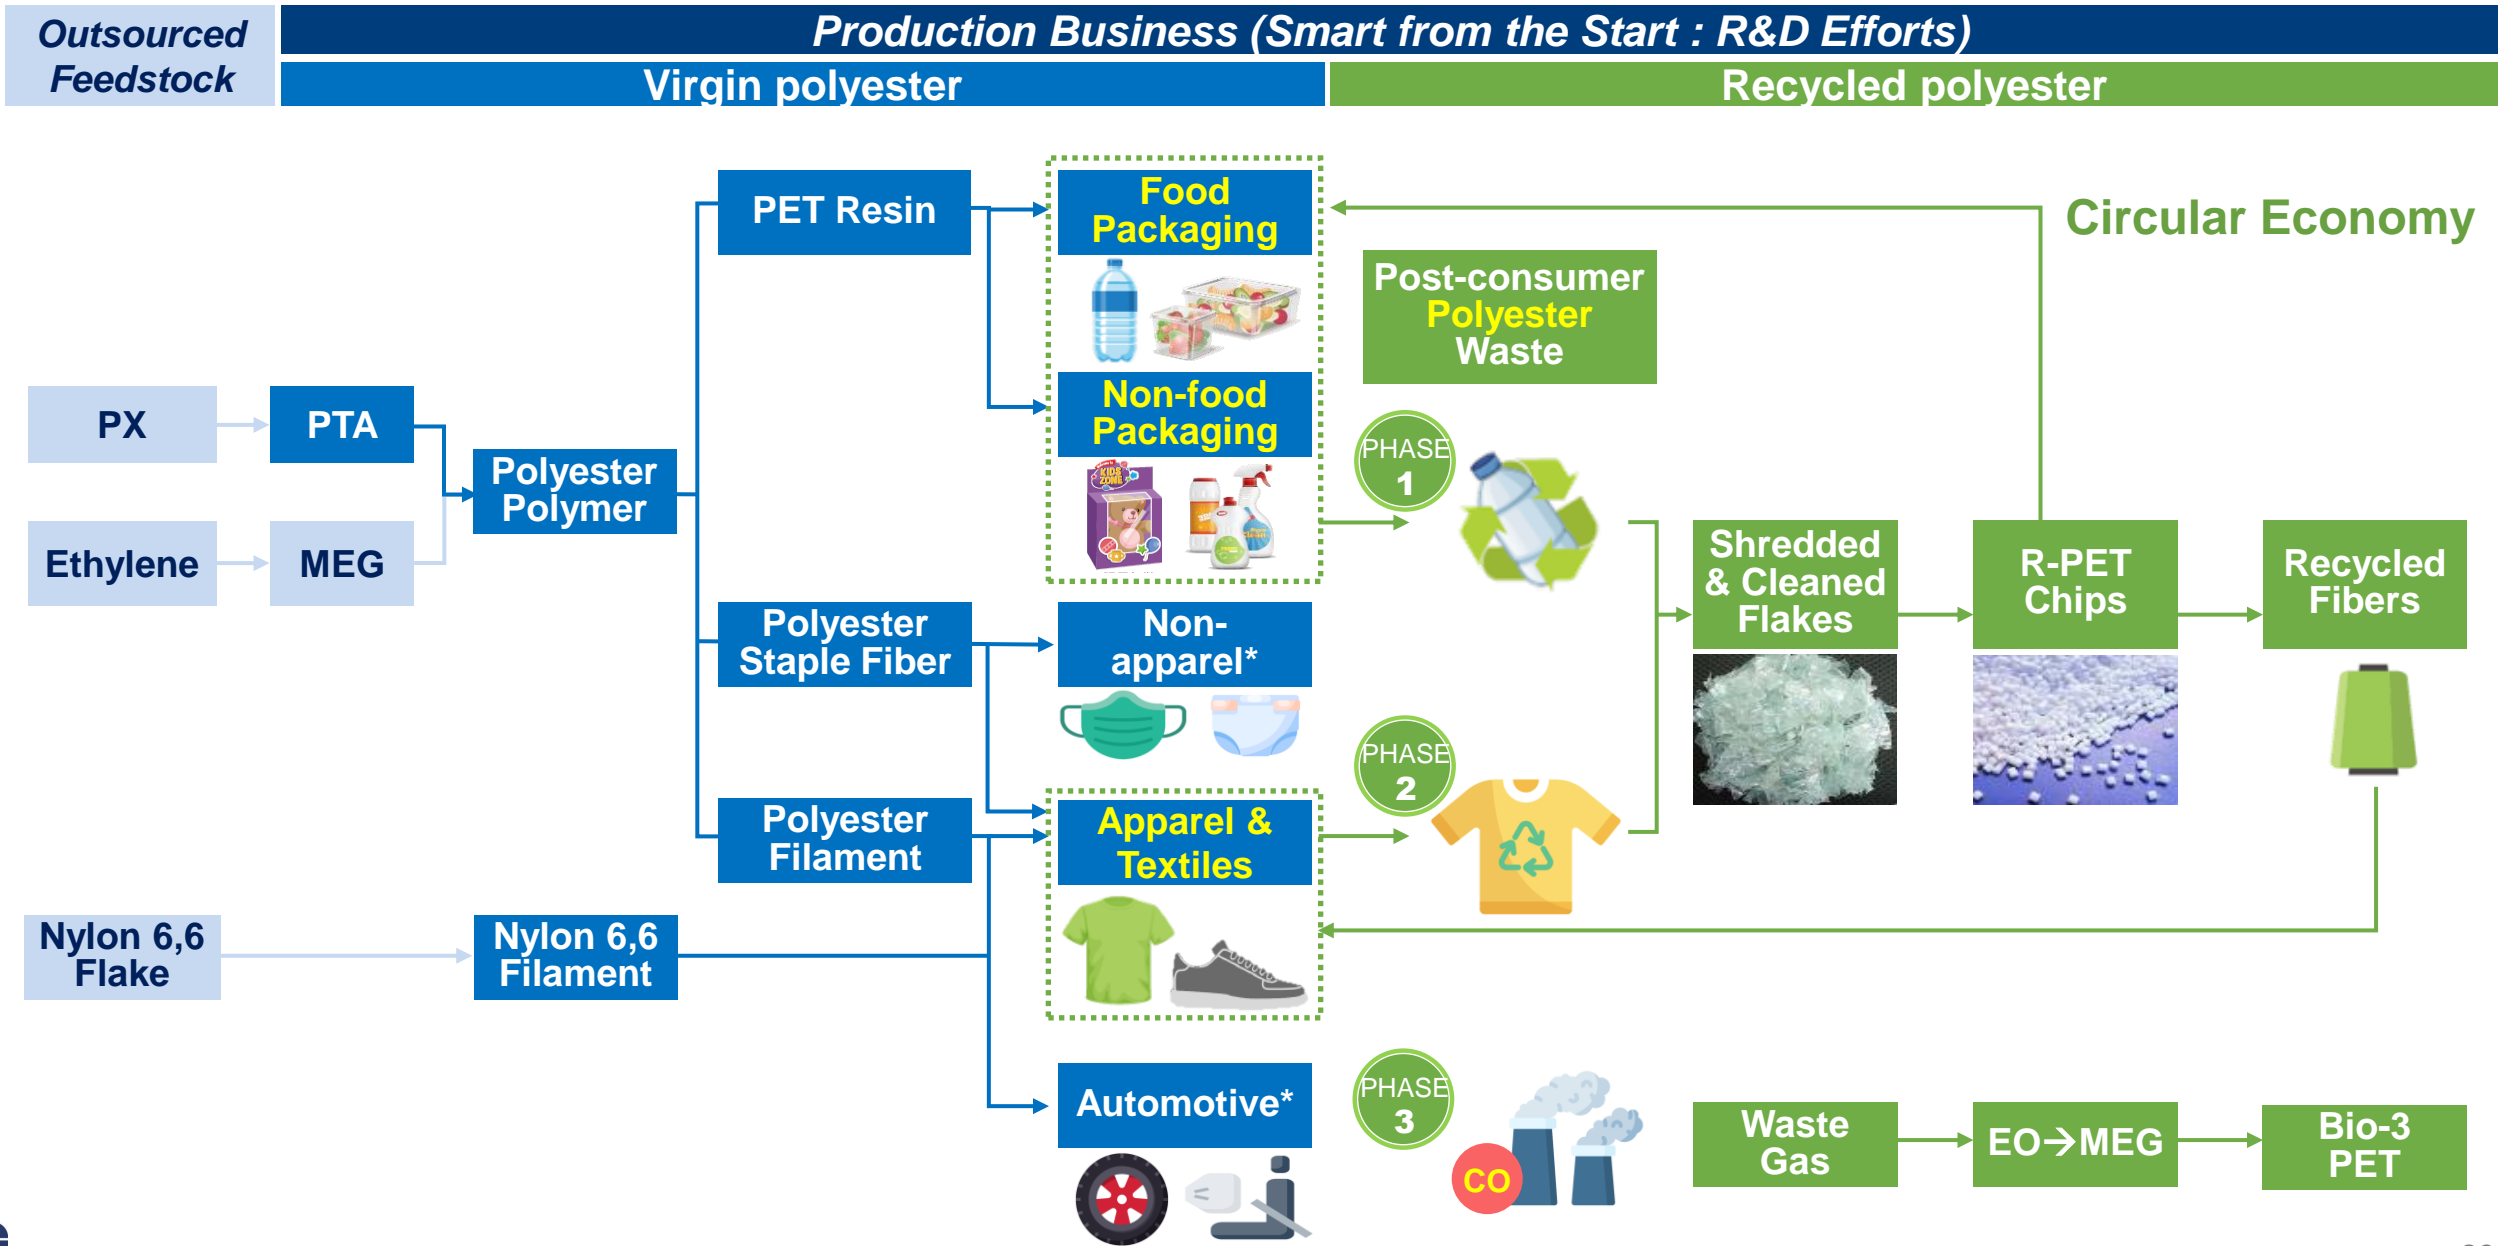 Outsourced
Feedstock
Production Business (Smart from the Start : R&D Efforts)
Virgin polyester
Recycled polyester
PET Resin
Food
Packaging
Circular Economy
Post-consumer
Polyester
Waste
Non-food
Packaging
PX
PTA
PHASE
1
Polyester
Polymer
KIDS
ZONE
Ethylene
MEG
Shredded
& Cleaned
Flakes
R-PET
Chips
Recycled
Fibers
Polyester
Staple Fiber
Non-
apparel*
PHASE
2
Polyester
Filament
Apparel &
Textiles
Nylon 6,6
Flake
Nylon 6,6
Filament
Automotive*
PHASE
3
CO
Waste
Gas
EO→MEG
Bio-3
PET